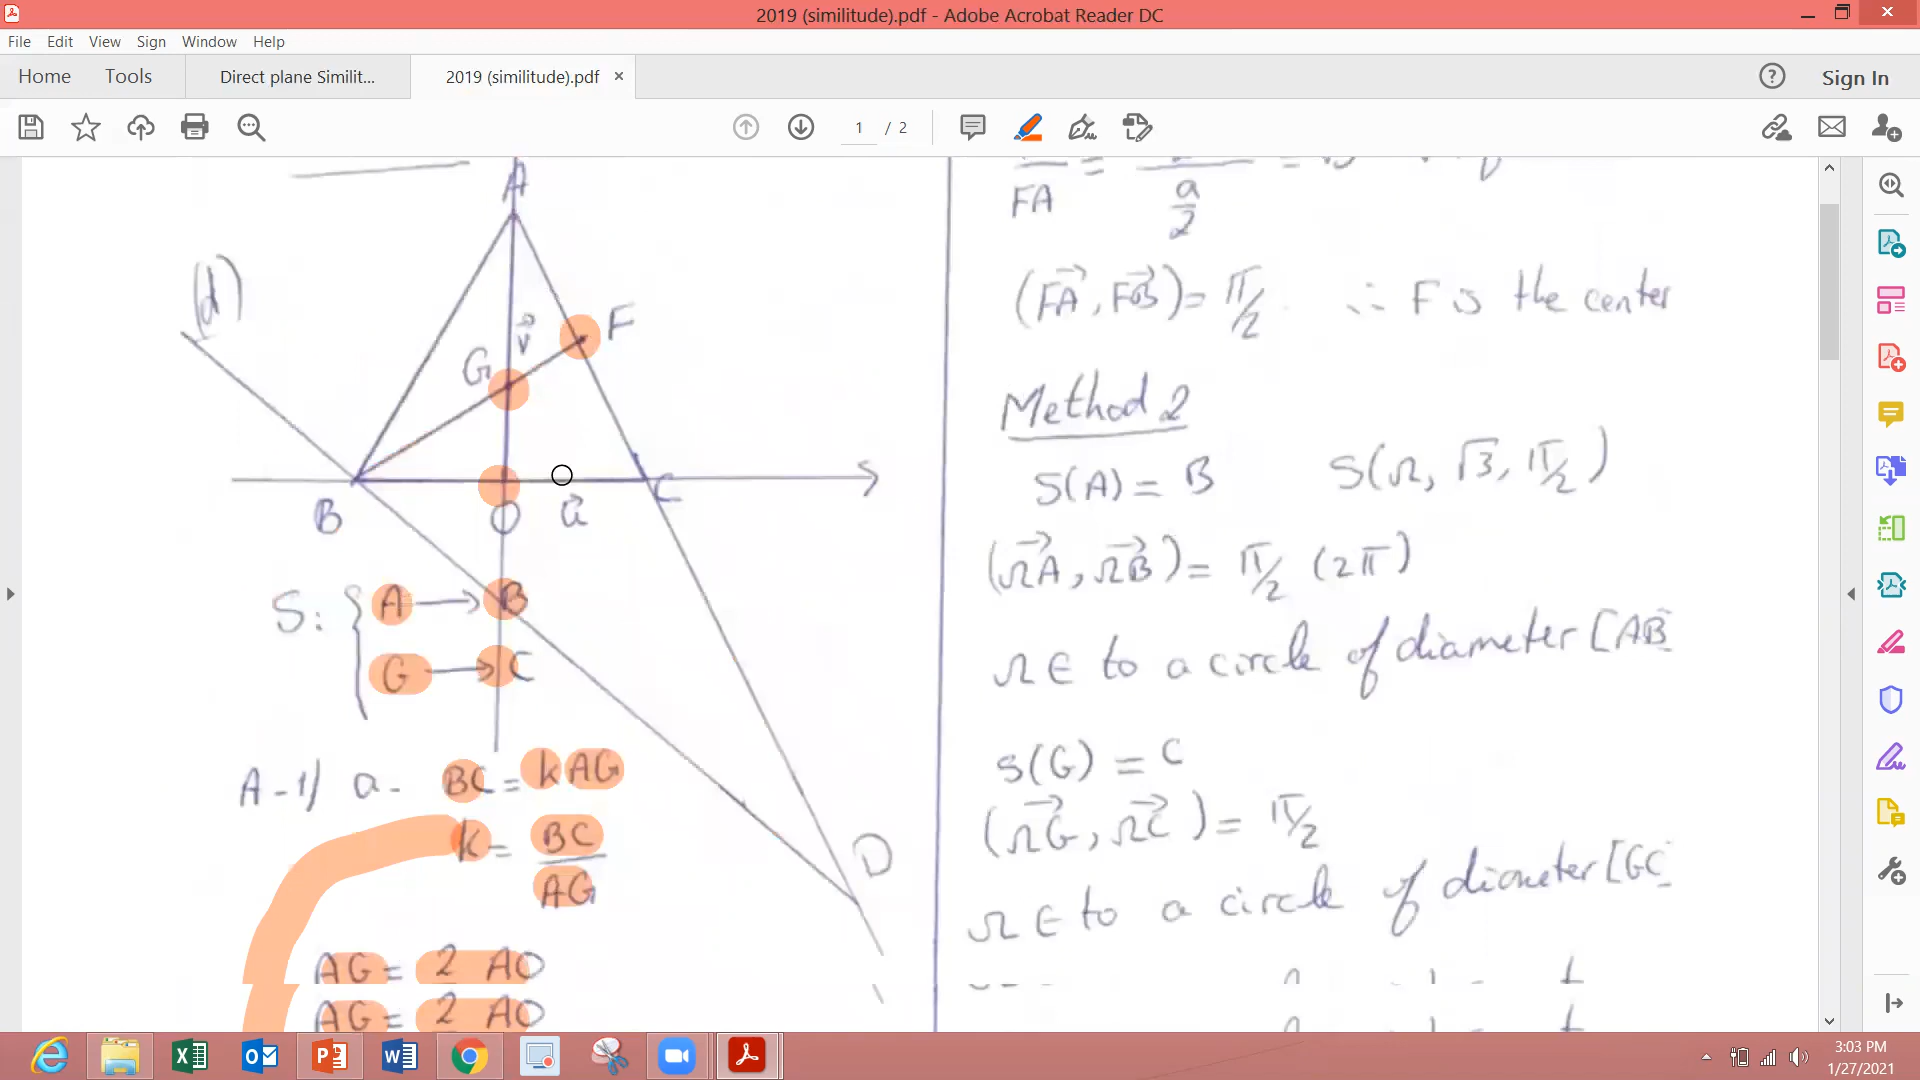 2019 (similitude).pdf - Adobe Acrobat Reader DC
File Edit View Sign Window Help
Home Tools Direct plane Similit... 2019 (similitude).pdf × Sign In
1 / 2
A
(d)
F
v⃗
G
B
O
u⃗
C
S: { A → B
G → C
D
A-1/ a- BC = k AG
k = BC / AG
AG = 2 AO
AG = 2 AO
FA = a/2 =
(FA⃗, FB⃗) = π/2 ∴ F is the center
Method 2
S(A) = B S(Ω, √3, π/2)
(ΩA⃗, ΩB⃗) = π/2 (2π)
Ω ∈ to a circle of diameter [AB
S(G) = C
(ΩG⃗, ΩC⃗) = π/2
Ω ∈ to a circle of diameter [GC
3:03 PM
1/27/2021